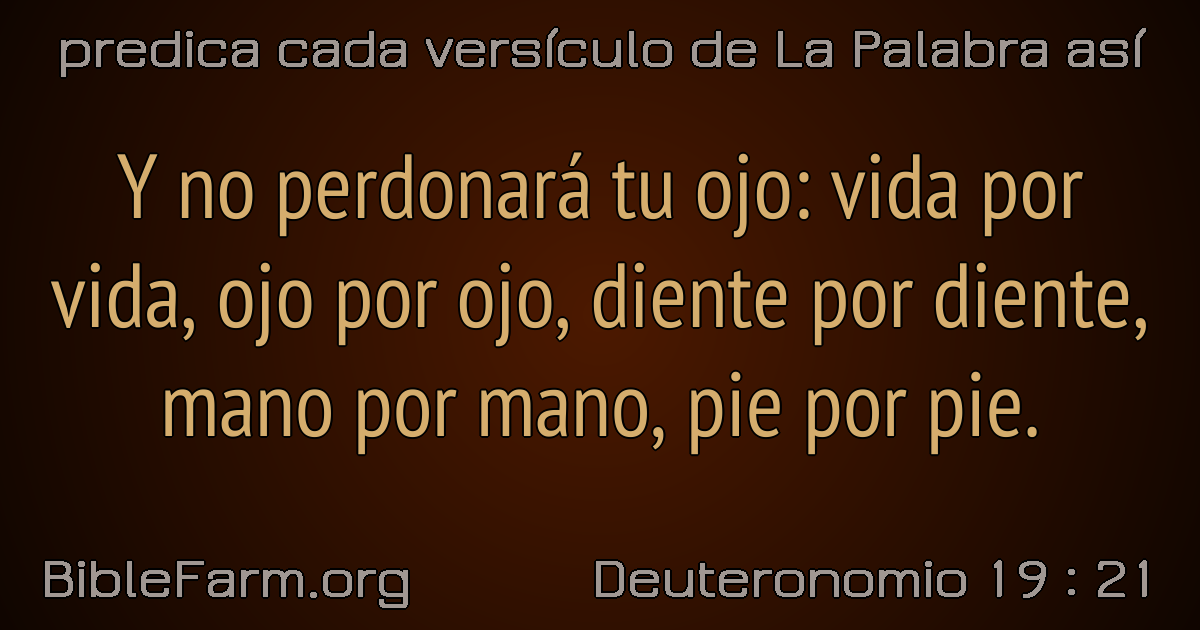 predica cada versículo de La Palabra así
Y no perdonará tu ojo: vida por
vida, ojo por ojo, diente por diente,
mano por mano, pie por pie.
BibleFarm.org
Deuteronomio 19 : 21